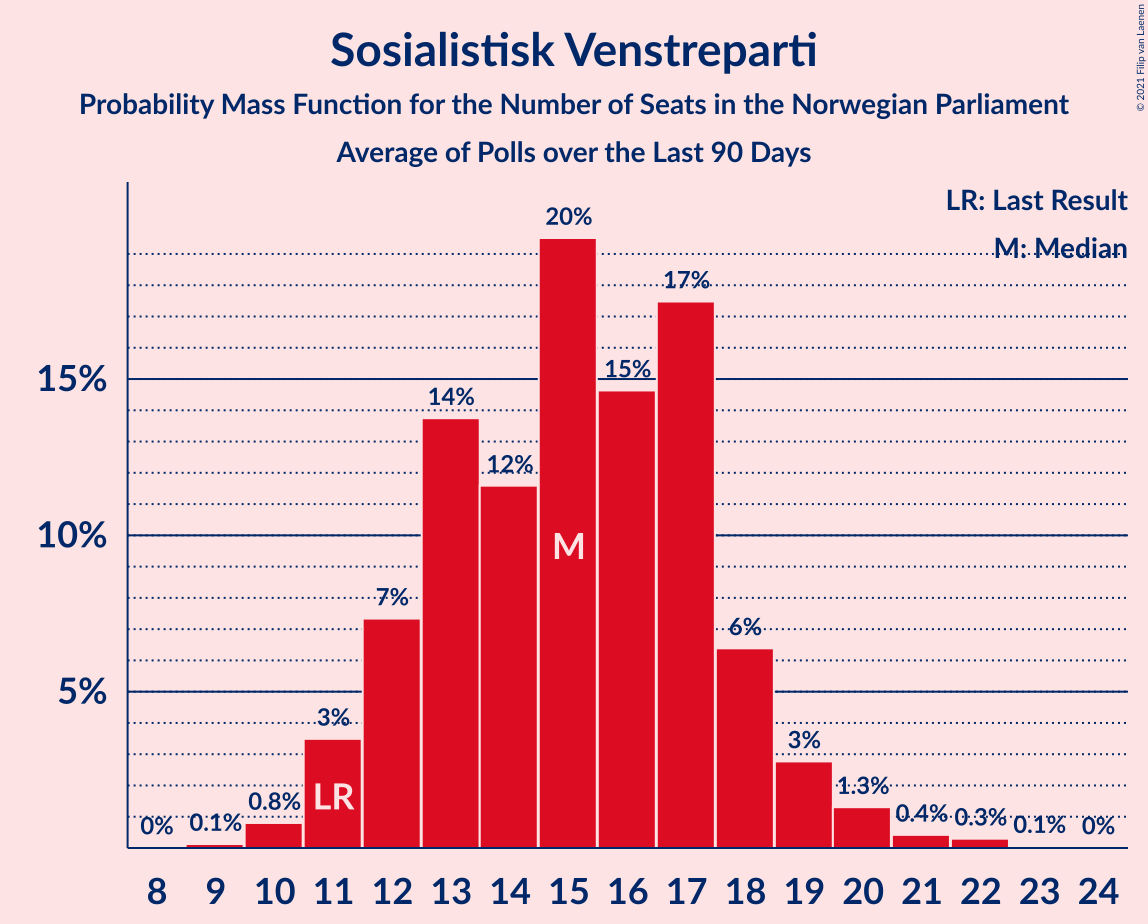 Sosialistisk Venstreparti
Probability Mass Function for the Number of Seats in the Norwegian Parliament
Average of Polls over the Last 90 Days
© 2021 Filip van Laenen
LR: Last Result
M: Median
15%
10%
5%
0% 0.1% 0.8% 3% 7% 14% 12% 20% 15% 17% 6% 3% 1.3% 0.4% 0.3% 0.1% 0%
LR
M
8 9 10 11 12 13 14 15 16 17 18 19 20 21 22 23 24